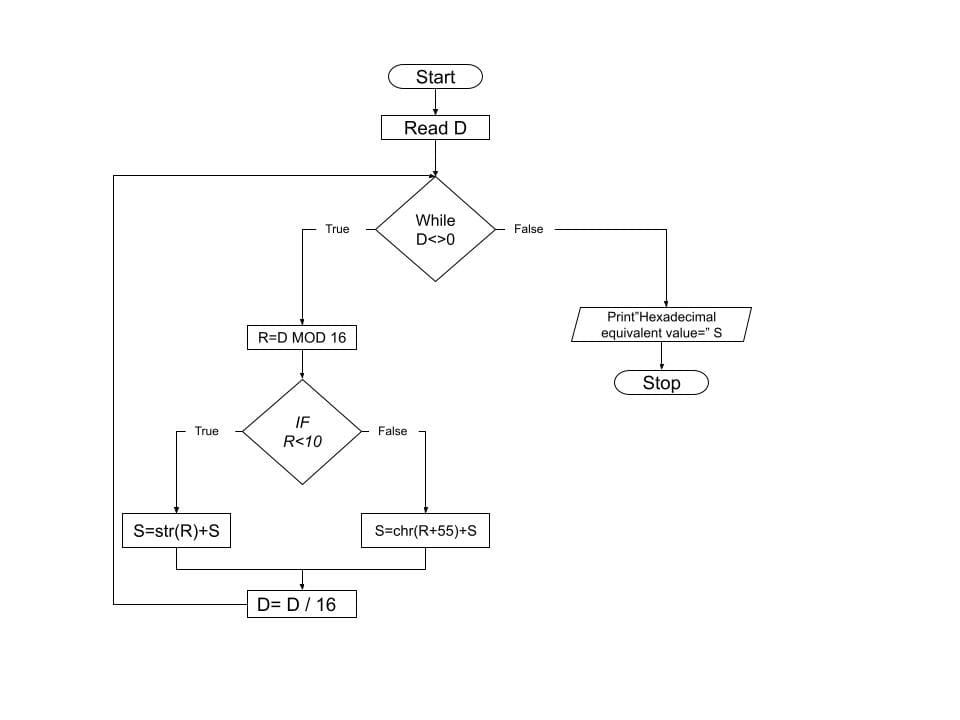 Start
Read D
While
D<>0
True
False
R=D MOD 16
Print"Hexadecimal
equivalent value=" S
Stop
IF
R<10
True
False
S=str(R)+S
S=chr(R+55)+S
D= D / 16